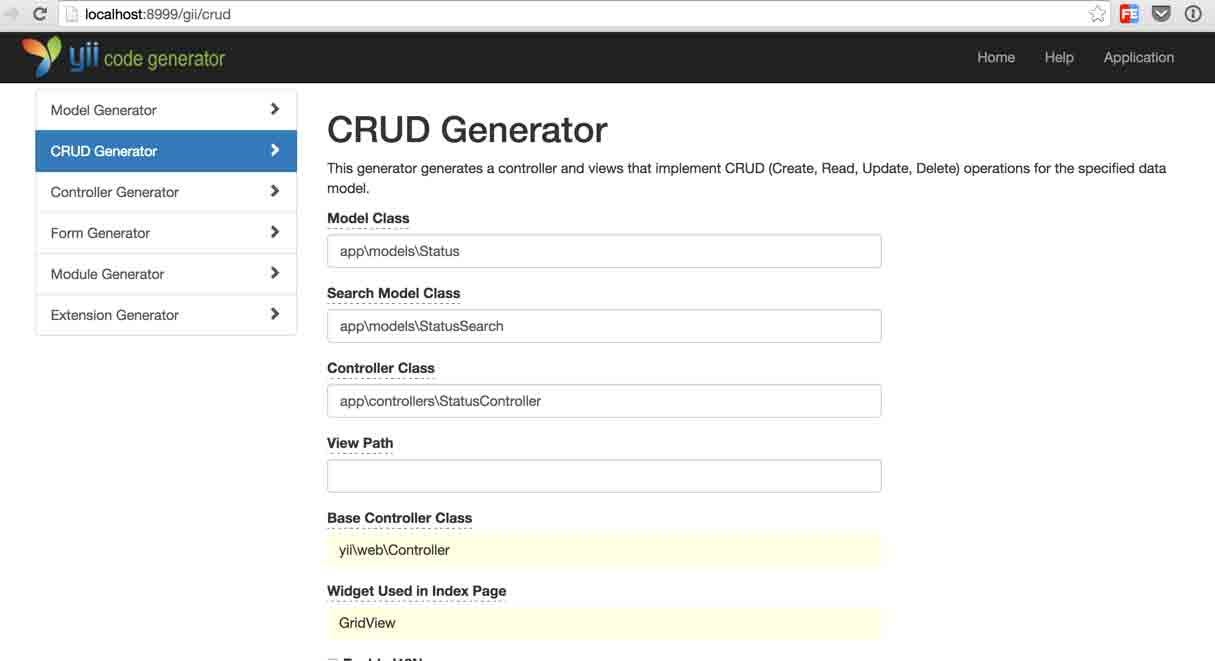 localhost:8999/gii/crud
FE
yii code generator
Home Help Application
Model Generator
CRUD Generator
Controller Generator
Form Generator
Module Generator
Extension Generator
CRUD Generator
This generator generates a controller and views that implement CRUD (Create, Read, Update, Delete) operations for the specified data
model.
Model Class
app\models\Status
Search Model Class
app\models\StatusSearch
Controller Class
app\controllers\StatusController
View Path
Base Controller Class
yii\web\Controller
Widget Used in Index Page
GridView